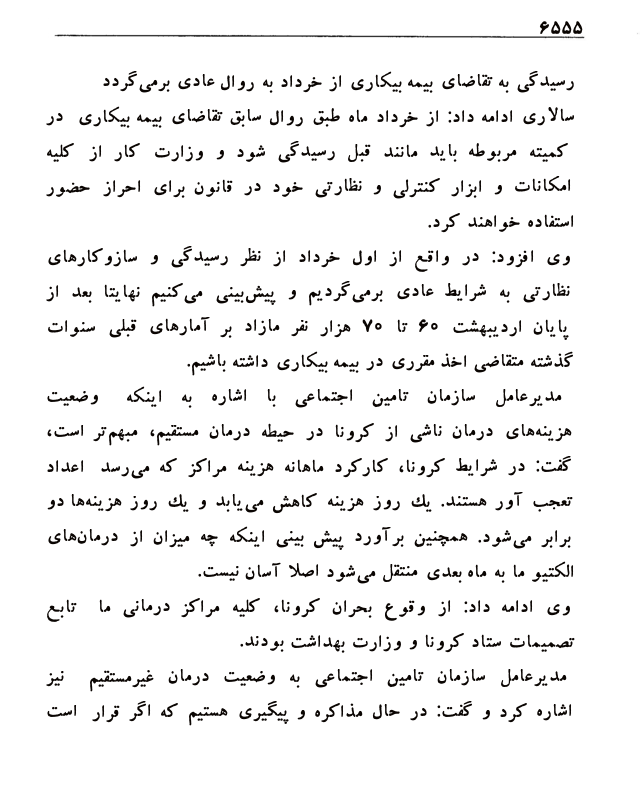 ۶۵۵۵
رسیدگی به تقاضای بیمه بیکاری از خرداد به روال عادی برمی‌گردد
سالاری ادامه داد: از خرداد ماه طبق روال سابق تقاضای بیمه بیکاری در
کمیته مربوطه باید مانند قبل رسیدگی شود و وزارت کار از کلیه
امکانات و ابزار کنترلی و نظارتی خود در قانون برای احراز حضور
استفاده خواهند کرد.
وی افزود: در واقع از اول خرداد از نظر رسیدگی و سازوکارهای
نظارتی به شرایط عادی برمی‌گردیم و پیش‌بینی می‌کنیم نهایتا بعد از
پایان اردیبهشت ۶۰ تا ۷۰ هزار نفر مازاد بر آمارهای قبلی سنوات
گذشته متقاضی اخذ مقرری در بیمه بیکاری داشته باشیم.
مدیرعامل سازمان تامین اجتماعی با اشاره به اینکه وضعیت
هزینه‌های درمان ناشی از کرونا در حیطه درمان مستقیم، مبهم‌تر است،
گفت: در شرایط کرونا، کارکرد ماهانه هزینه مراکز که می‌رسد اعداد
تعجب آور هستند. یك روز هزینه کاهش می‌یابد و یك روز هزینه‌ها دو
برابر می‌شود. همچنین برآورد پیش بینی اینکه چه میزان از درمان‌های
الکتیو ما به ماه بعدی منتقل می‌شود اصلا آسان نیست.
وی ادامه داد: از وقوع بحران کرونا، کلیه مراکز درمانی ما تابع
تصمیمات ستاد کرونا و وزارت بهداشت بودند.
مدیرعامل سازمان تامین اجتماعی به وضعیت درمان غیرمستقیم نیز
اشاره کرد و گفت: در حال مذاکره و پیگیری هستیم که اگر قرار است